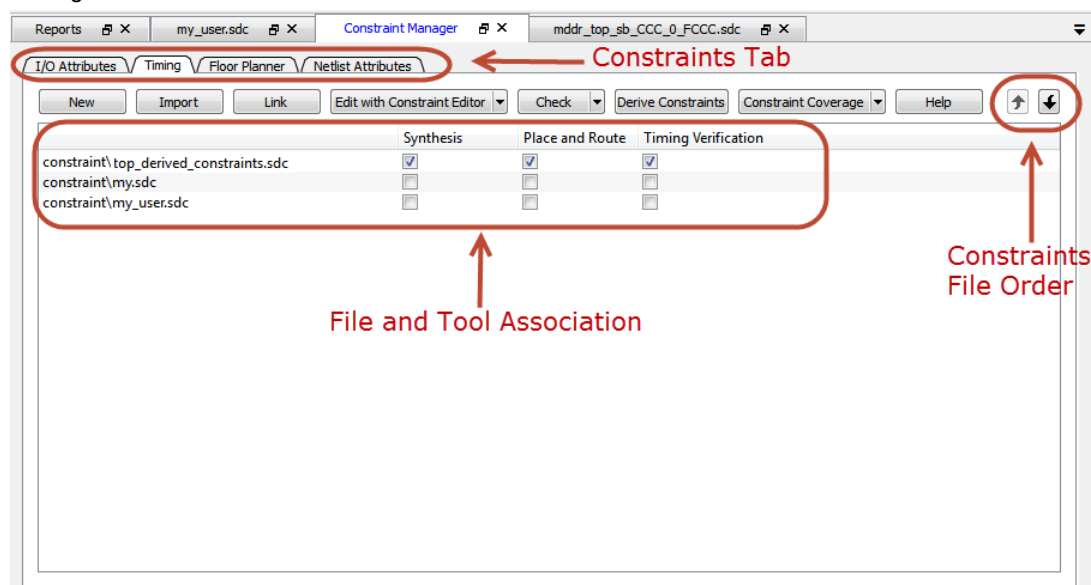 Reports my_user.sdc Constraint Manager mddr_top_sb_CCC_0_FCCC.sdc
I/O Attributes Timing Floor Planner Netlist Attributes
Constraints Tab
New Import Link Edit with Constraint Editor Check Derive Constraints Constraint Coverage Help
Synthesis Place and Route Timing Verification
constraint\top_derived_constraints.sdc
constraint\my.sdc
constraint\my_user.sdc
Constraints
File Order
File and Tool Association